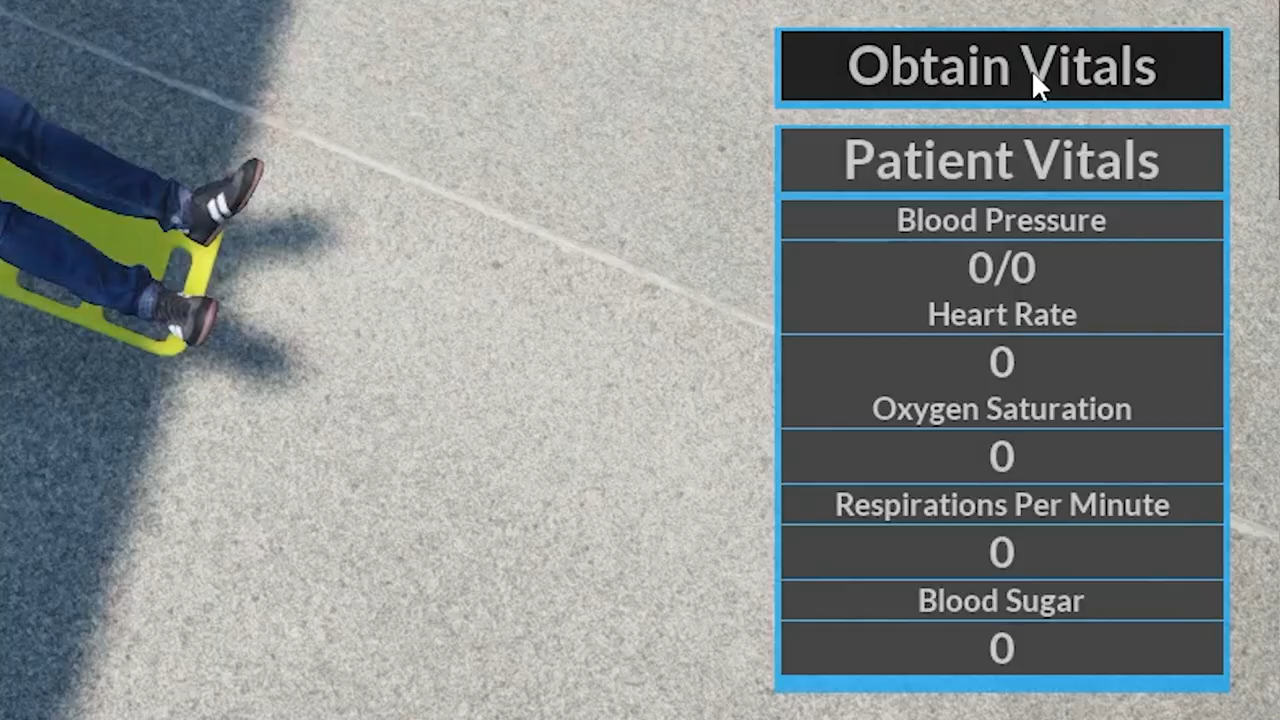 Obtain Vitals
Patient Vitals
Blood Pressure
0/0
Heart Rate
0
Oxygen Saturation
0
Respirations Per Minute
0
Blood Sugar
0